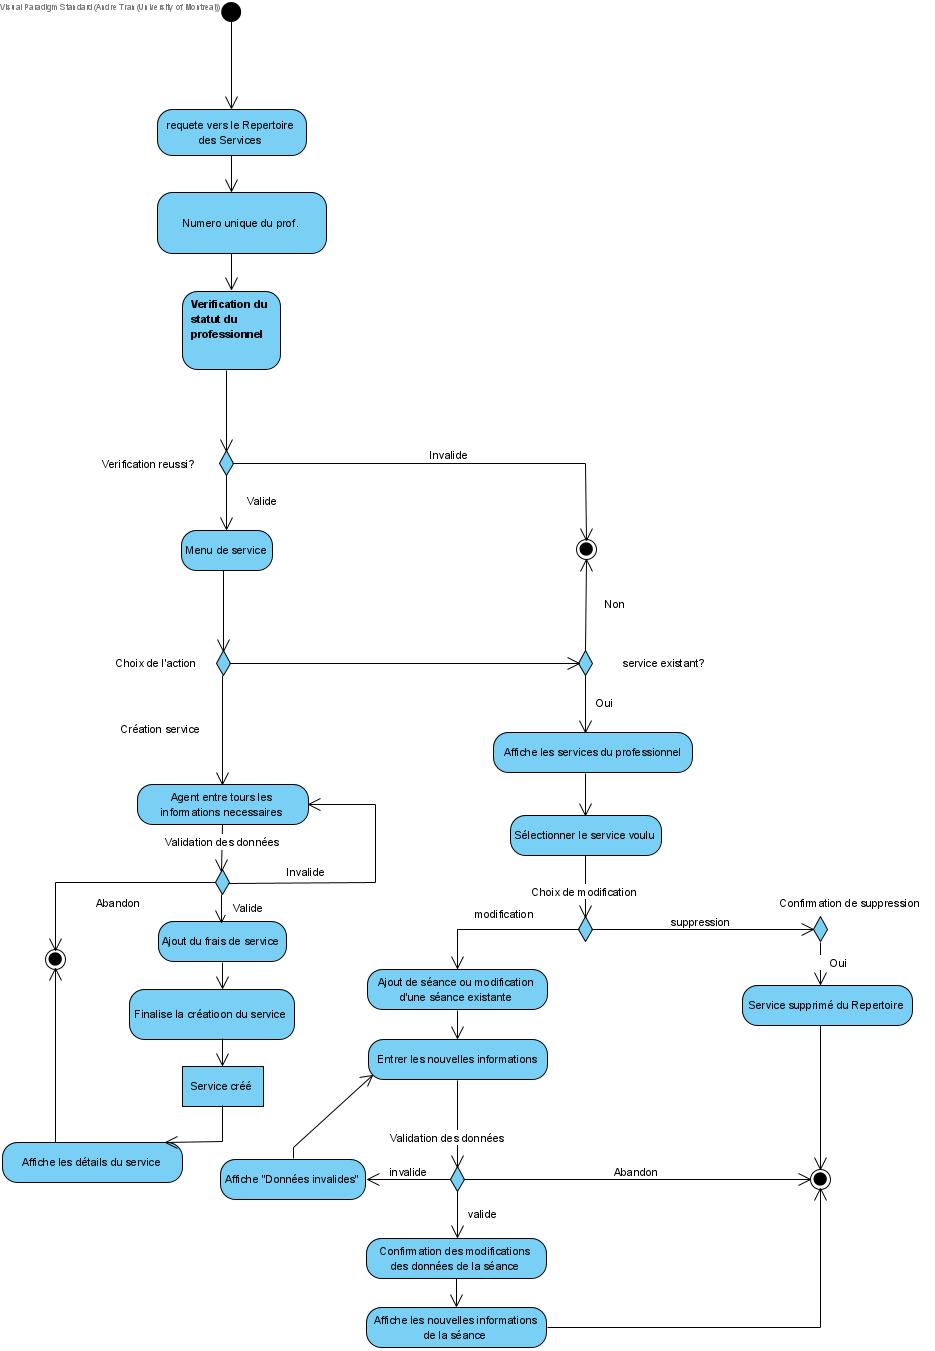 Visual Paradigm Standard (Andre Tran (University of Montreal))
requete vers le Repertoire
des Services
Numero unique du prof.
Verification du
statut du
professionnel
Verification reussi?
Invalide
Valide
Menu de service
Non
Choix de l'action
service existant?
Oui
Création service
Affiche les services du professionnel
Agent entre tours les
informations necessaires
Sélectionner le service voulu
Validation des données
Invalide
Choix de modification
Abandon
Valide
modification
suppression
Confirmation de suppression
Ajout du frais de service
Oui
Ajout de séance ou modification
d'une séance existante
Service supprimé du Repertoire
Finalise la créatioon du service
Entrer les nouvelles informations
Service créé
Validation des données
Affiche les détails du service
Affiche "Données invalides"
invalide
Abandon
valide
Confirmation des modifications
des données de la séance
Affiche les nouvelles informations
de la séance